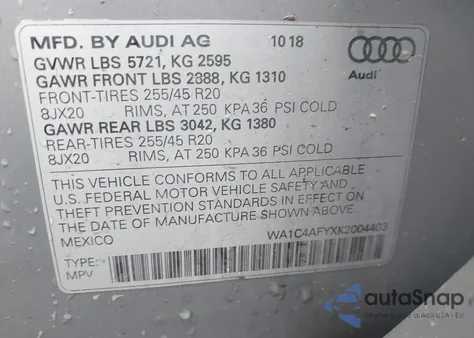 MFD. BY AUDI AG 10 18
GVWR LBS 5721, KG 2595
GAWR FRONT LBS 2888, KG 1310
Audi
FRONT-TIRES 255/45 R20
8JX20 RIMS, AT 250 KPA 36 PSI COLD
GAWR REAR LBS 3042, KG 1380
REAR-TIRES 255/45 R20
8JX20 RIMS, AT 250 KPA 36 PSI COLD
THIS VEHICLE CONFORMS TO ALL APPLICABLE
U.S. FEDERAL MOTOR VEHICLE SAFETY AND
THEFT PREVENTION STANDARDS IN EFFECT ON
THE DATE OF MANUFACTURE SHOWN ABOVE.
MEXICO WA1C4AFYXK2004403
TYPE:
MPV
autoSnap